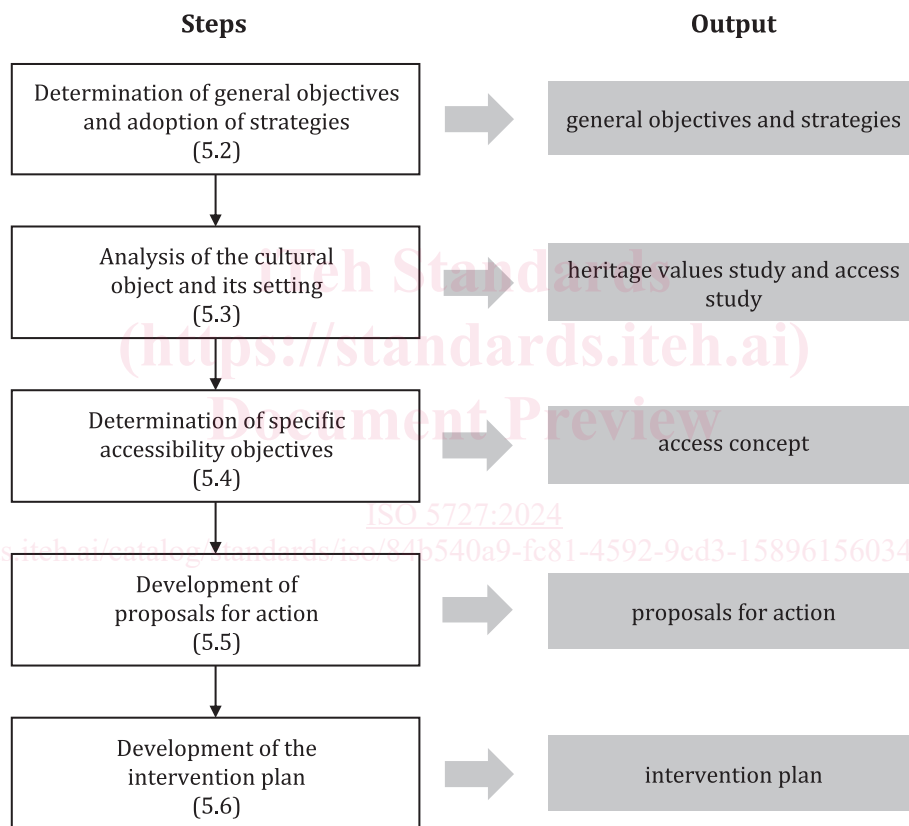 Steps
Output
Determination of general objectives
and adoption of strategies
(5.2)
general objectives and strategies
Analysis of the cultural
object and its setting
(5.3)
heritage values study and access
study
iTeh Standards
(https://standards.iteh.ai)
Document Preview
Determination of specific
accessibility objectives
(5.4)
access concept
ISO 5727:2024
s.iteh.ai/catalog/standards/iso/84b540a9-fc81-4592-9cd3-15896156034
Development of
proposals for action
(5.5)
proposals for action
Development of the
intervention plan
(5.6)
intervention plan